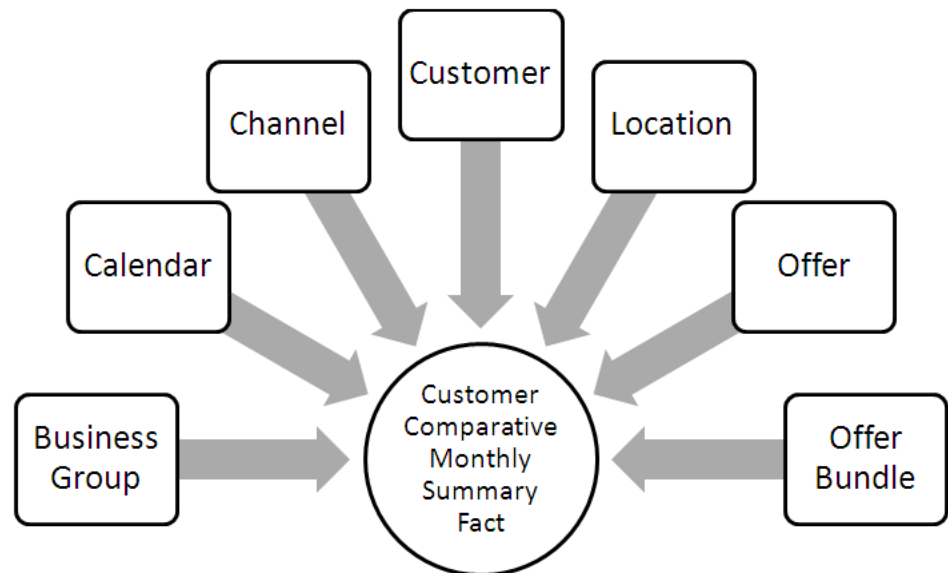 Customer
Channel
Location
Calendar
Offer
Business
Group
Customer
Comparative
Monthly
Summary
Fact
Offer
Bundle